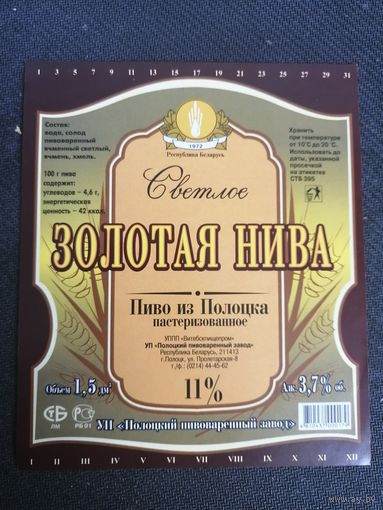 1 3 5 7 9 11 13 15 17 19 21 23 25 27 29 31
Состав:
вода, солод
пивоваренный
ячменный светлый,
ячмень, хмель.
100 г пива
содержит:
углеводов – 4,6 г,
энергетическая
ценность – 42 ккал.
1972
Республика Беларусь
Хранить
при температуре
от 10°С до 20°С.
Использовать до
даты, указанной
просечкой
на этикетке
СТБ 395
Светлое
ЗОЛОТАЯ НИВА
Пиво из Полоцка
пастеризованное
УППП «Витебскпищепром»
УП «Полоцкий пивоваренный завод»
Республика Беларусь, 211413
г.Полоцк, ул. Пролетарская-8
т./ф.: (0214) 44-45-62
11%
Объем 1,5 дм³
Алк. 3,7% об.
ЛМ
РБ 01
УП «Полоцкий пивоваренный завод»
I II III IV V VI VII VIII IX X XI XII